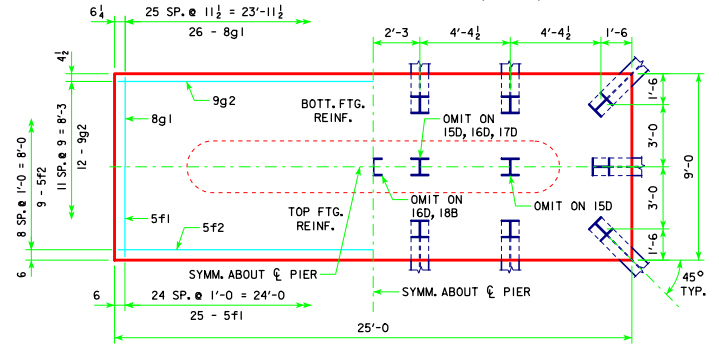 6¼ 25 SP. @ 11½ = 23'-11½
26 - 8g1
2'-3 4'-4½ 4'-4½ 1'-6
4½
9g2
BOTT. FTG.
REINF.
8g1
OMIT ON
15D, 16D, 17D
1'-6
3'-0
9'-0
3'-0
1'-6
8 SP. @ 1'-0 = 8'-0
9 - 5f2
11 SP. @ 9 = 8'-3
12 - 9g2
OMIT ON
16D, 18B
OMIT ON 15D
TOP FTG.
REINF.
5f1
5f2
6
SYMM. ABOUT ℄ PIER
45°
TYP.
6 24 SP. @ 1'-0 = 24'-0
25 - 5f1
SYMM. ABOUT ℄ PIER
25'-0